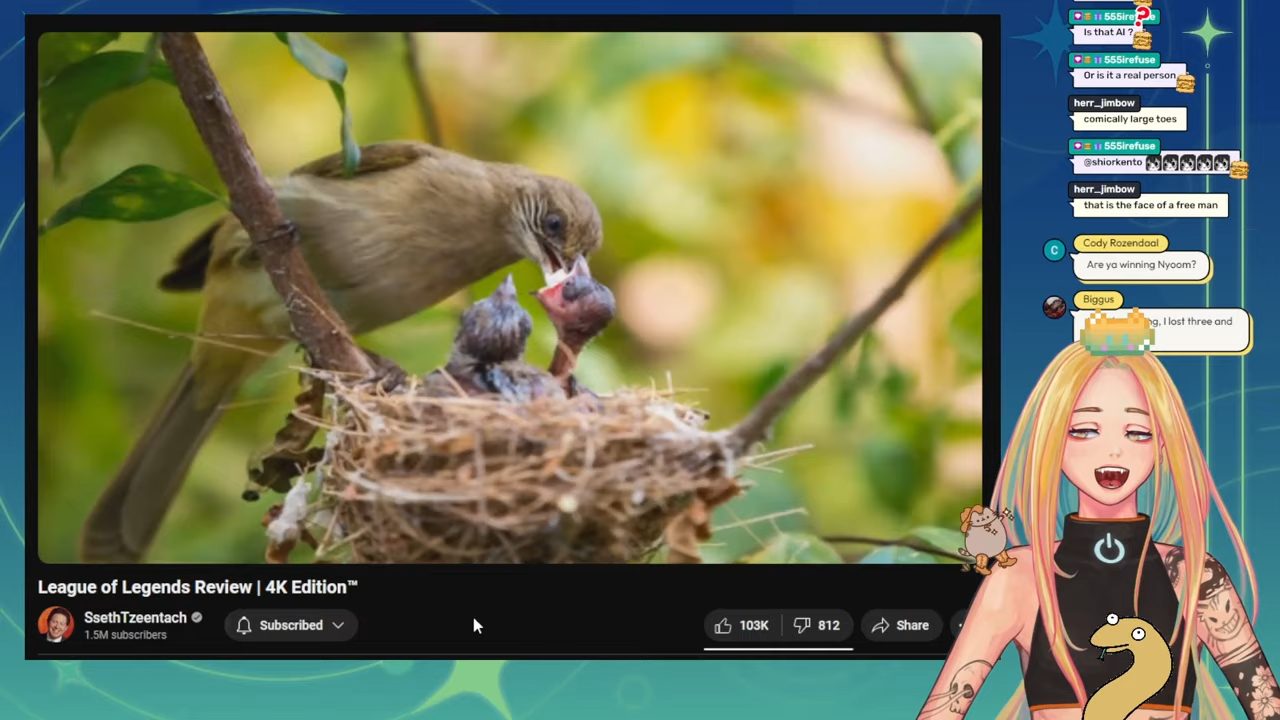 League of Legends Review | 4K Edition™
SsethTzeentach
1.5M subscribers
Subscribed
103K
812
Share
Is that AI ?
555irefuse
Or is it a real person
herr_jimbow
comically large toes
555irefuse
@shiorkento
herr_jimbow
that is the face of a free man
C
Cody Rozendaal
Are ya winning Nyoom?
Biggus
I lost three and